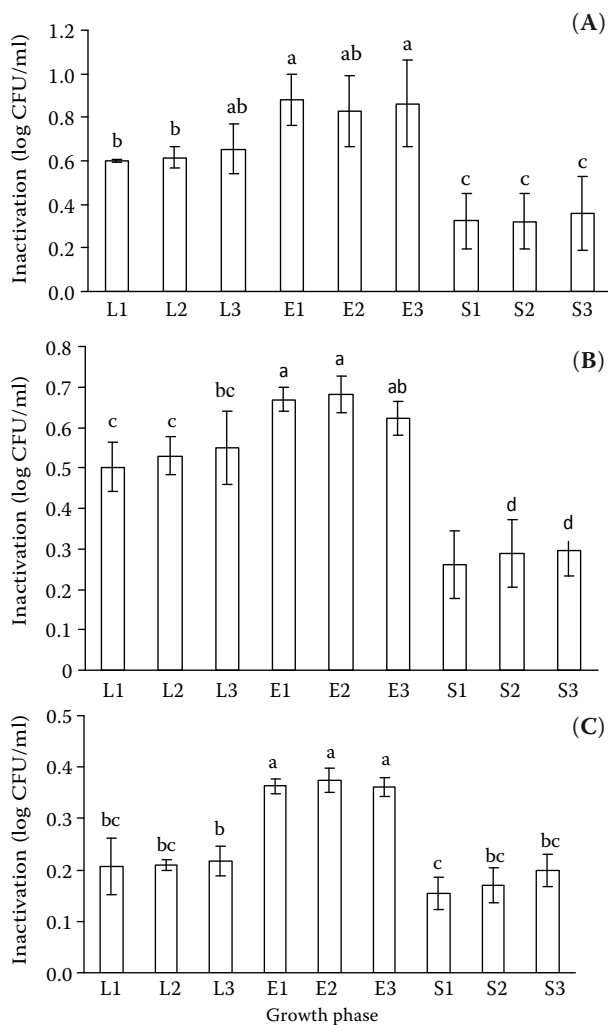 (A)
Inactivation (log CFU/ml)
1.2
1.0
0.8
0.6
0.4
0.2
0.0
b b ab a ab a c c c
L1 L2 L3 E1 E2 E3 S1 S2 S3
(B)
Inactivation (log CFU/ml)
0.8
0.7
0.6
0.5
0.4
0.3
0.2
0.1
0
c c bc a a ab d d
L1 L2 L3 E1 E2 E3 S1 S2 S3
(C)
Inactivation (log CFU/ml)
0.5
0.4
0.3
0.2
0.1
0.0
bc bc b a a a c bc bc
L1 L2 L3 E1 E2 E3 S1 S2 S3
Growth phase